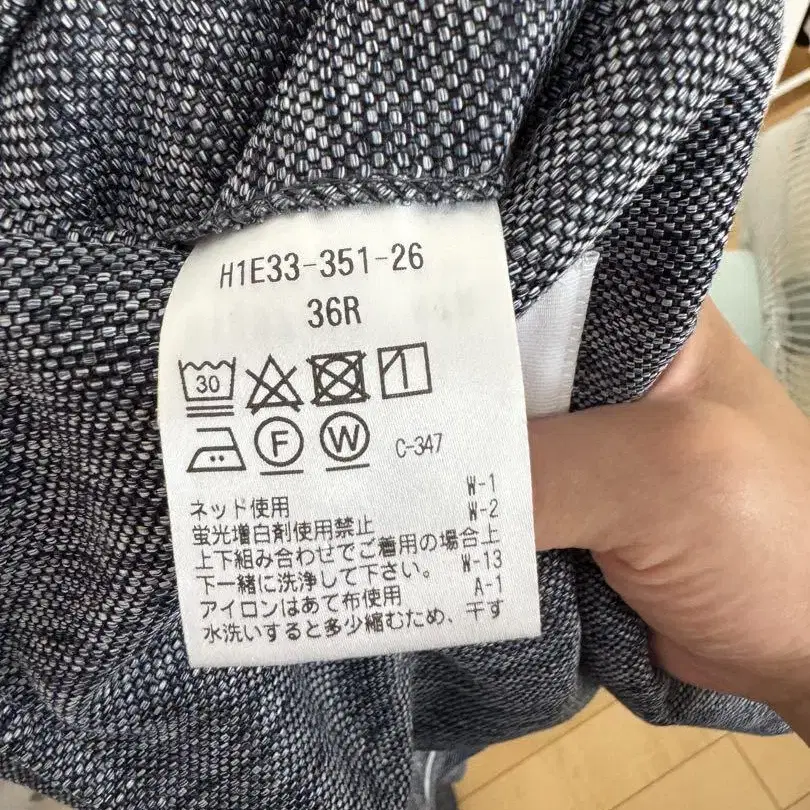 H1E33-351-26
36R
30
F W C-347
W-1
ネッド使用
W-2
蛍光増白剤使用禁止
上下組み合わせでご着用の場合上
下一緒に洗浄して下さい。 W-13
A-1
アイロンはあて布使用
水洗いすると多少縮むため、干す